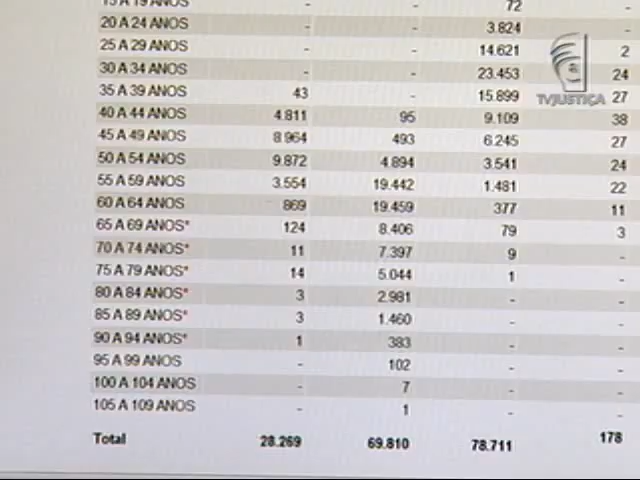 15 A 19 ANOS 72
20 A 24 ANOS - - 3.824 -
25 A 29 ANOS - - 14.621 2
30 A 34 ANOS - - 23.453 24
35 A 39 ANOS 43 - 15.899 27
40 A 44 ANOS 4.811 95 9.109 38
45 A 49 ANOS 8.964 493 6.245 27
50 A 54 ANOS 9.872 4.894 3.541 24
55 A 59 ANOS 3.554 19.442 1.481 22
60 A 64 ANOS 869 19.459 377 11
65 A 69 ANOS* 124 8.406 79 3
70 A 74 ANOS* 11 7.397 9 -
75 A 79 ANOS* 14 5.044 1 -
80 A 84 ANOS* 3 2.981 - -
85 A 89 ANOS* 3 1.460 - -
90 A 94 ANOS* 1 383 - -
95 A 99 ANOS - 102 - -
100 A 104 ANOS - 7 - -
105 A 109 ANOS - 1 - -
Total 28.269 69.810 78.711 178
TVJUSTIÇA